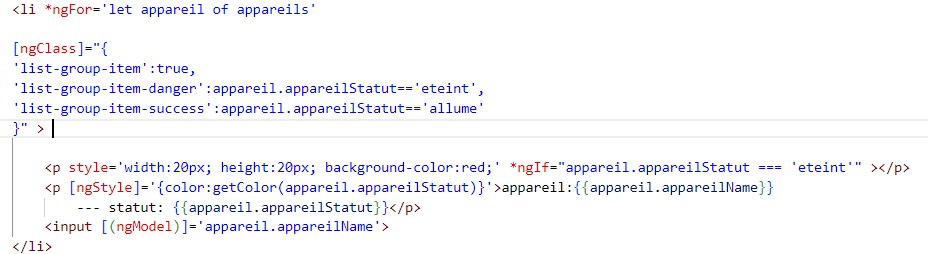 <li *ngFor='let appareil of appareils'
[ngClass]="{
'list-group-item':true,
'list-group-item-danger':appareil.appareilStatut=='eteint',
'list-group-item-success':appareil.appareilStatut=='allume'
}" >
<p style='width:20px; height:20px; background-color:red;' *ngIf="appareil.appareilStatut === 'eteint'" ></p>
<p [ngStyle]='{color:getColor(appareil.appareilStatut)}'>appareil:{{appareil.appareilName}}
--- statut: {{appareil.appareilStatut}}</p>
<input [(ngModel)]='appareil.appareilName'>
</li>